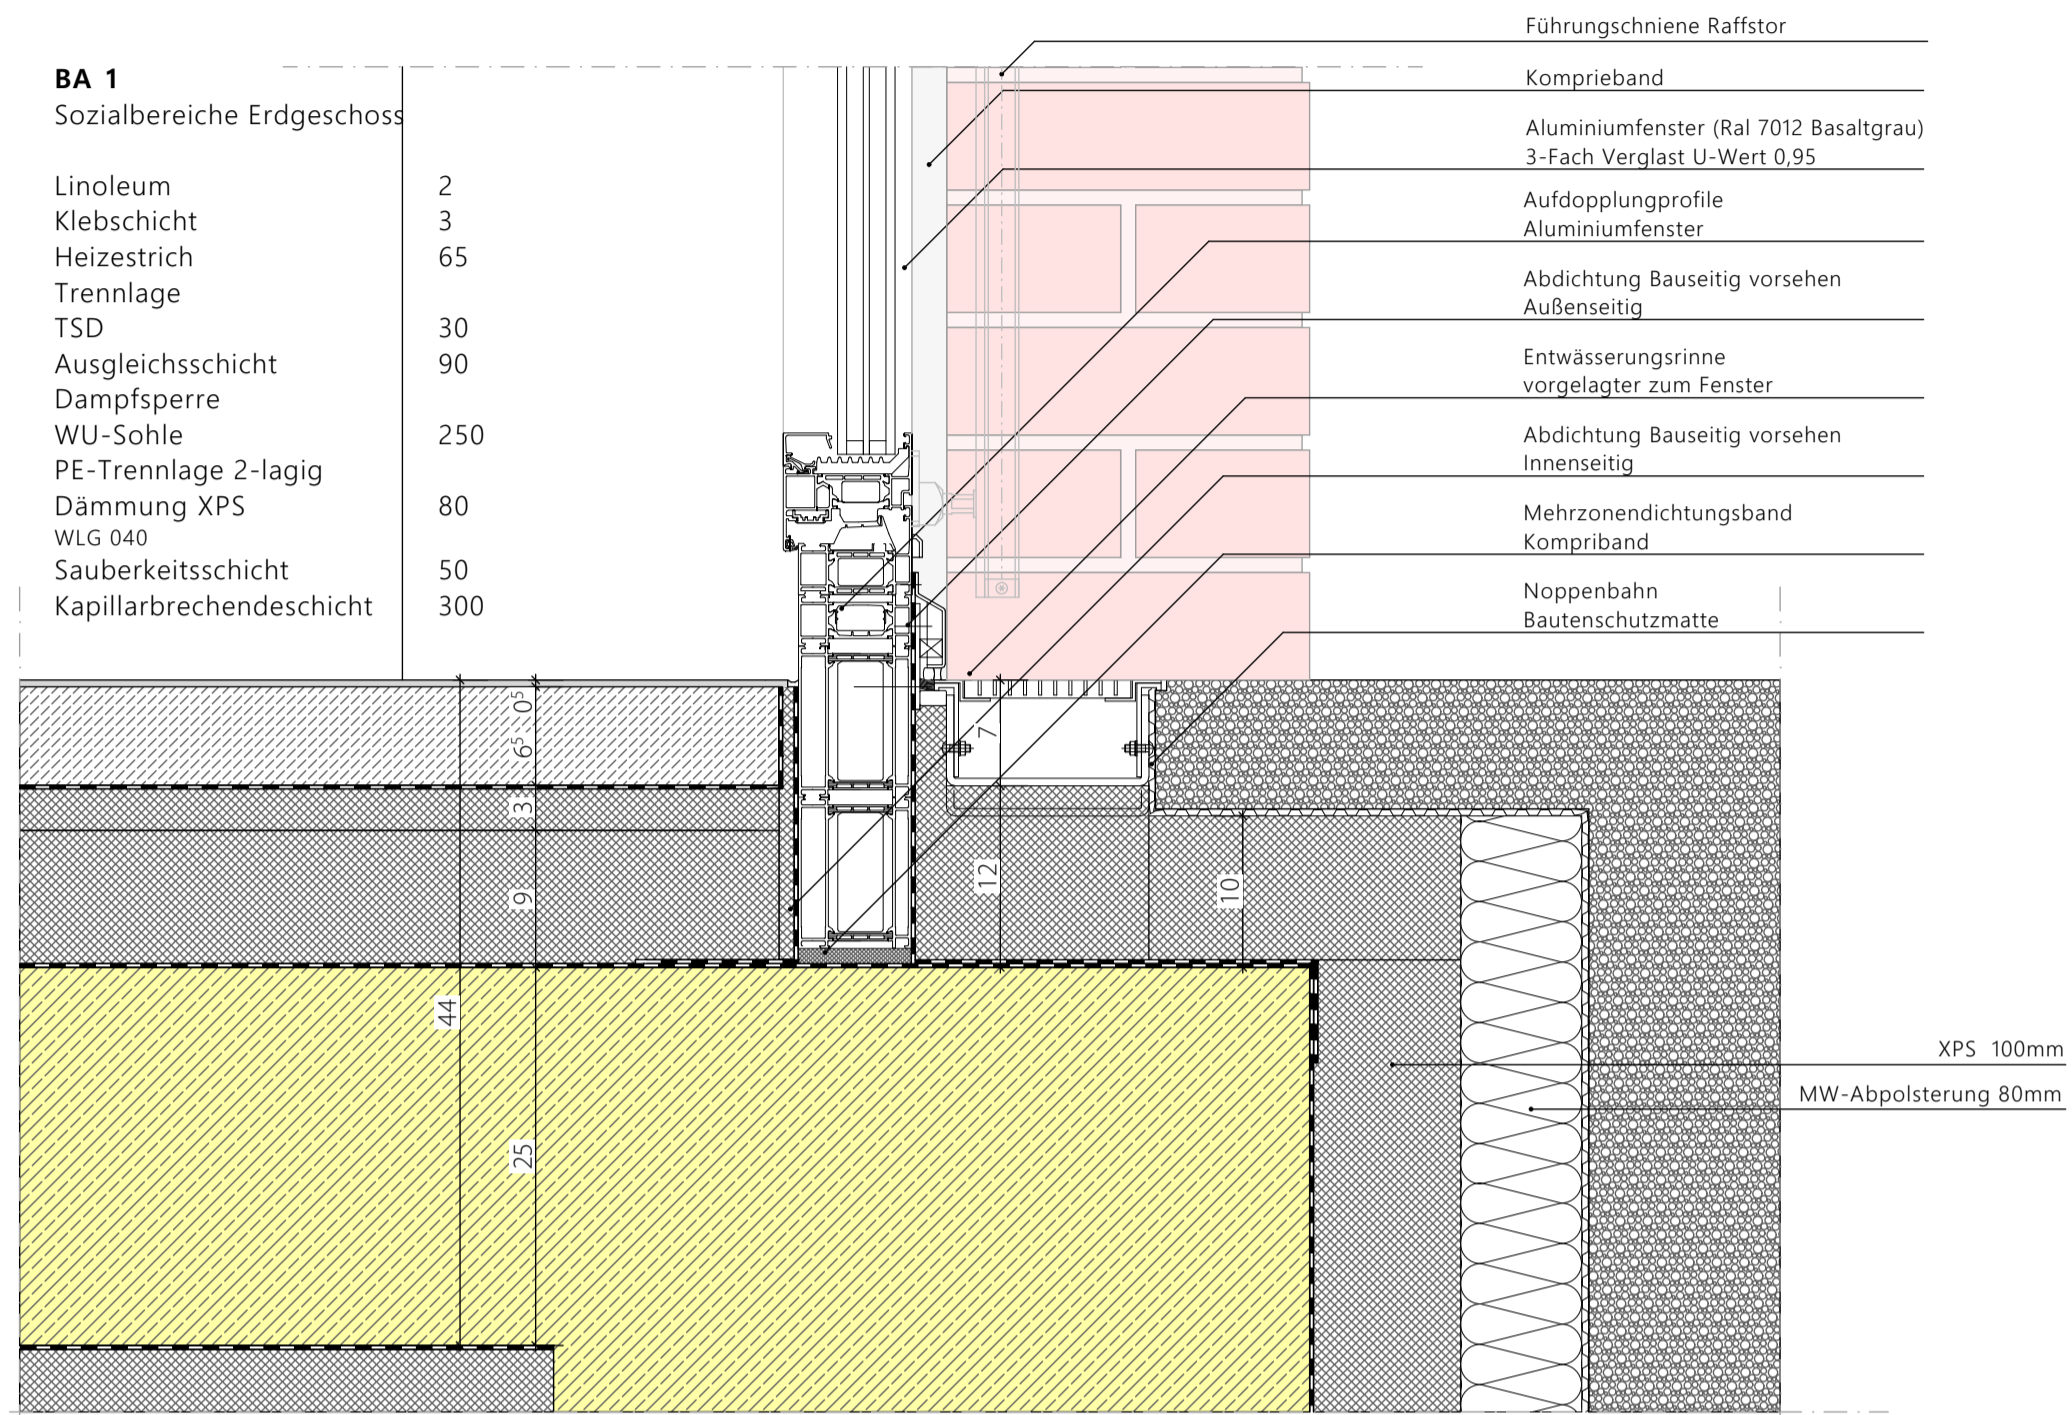 BA 1
Sozialbereiche Erdgeschoss
Linoleum 2
Klebschicht 3
Heizestrich 65
Trennlage
TSD 30
Ausgleichsschicht 90
Dampfsperre
WU-Sohle 250
PE-Trennlage 2-lagig
Dämmung XPS 80
WLG 040
Sauberkeitsschicht 50
Kapillarbrechendeschicht 300
Führungschniene Raffstor
Komprieband
Aluminiumfenster (Ral 7012 Basaltgrau)
3-Fach Verglast U-Wert 0,95
Aufdopplungprofile
Aluminiumfenster
Abdichtung Bauseitig vorsehen
Außenseitig
Entwässerungsrinne
vorgelagter zum Fenster
Abdichtung Bauseitig vorsehen
Innenseitig
Mehrzonendichtungsband
Kompriband
Noppenbahn
Bautenschutzmatte
0⁵
6⁵
3
9
44
25
7
12
10
XPS 100mm
MW-Abpolsterung 80mm